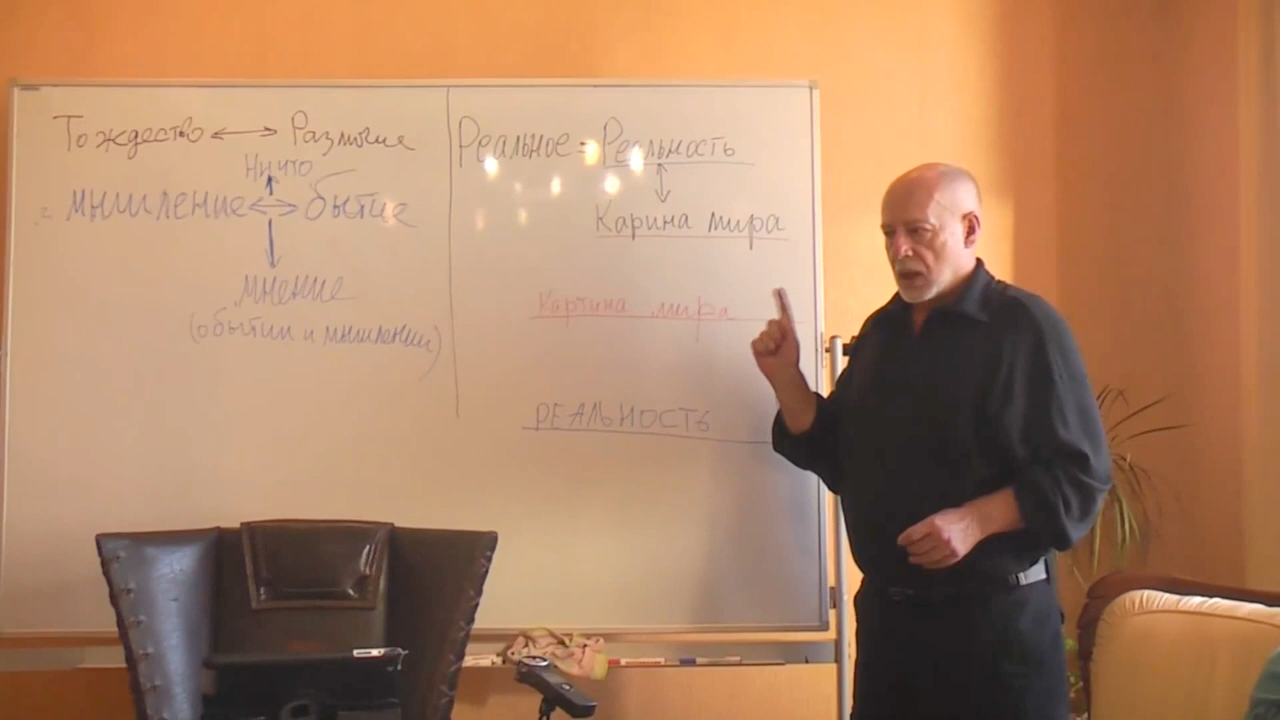 Тождество ↔ Различие
Ничто
мышление ↔ бытие
мнение
(о бытии и мышлении)
Реальное = Реальность
Карина мира
Картина мира
РЕАЛЬНОСТЬ